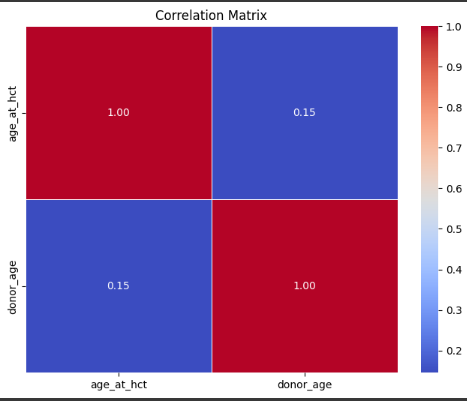 Correlation Matrix
age_at_hct
1.00
0.15
donor_age
0.15
1.00
age_at_hct
donor_age
1.0
0.9
0.8
0.7
0.6
0.5
0.4
0.3
0.2